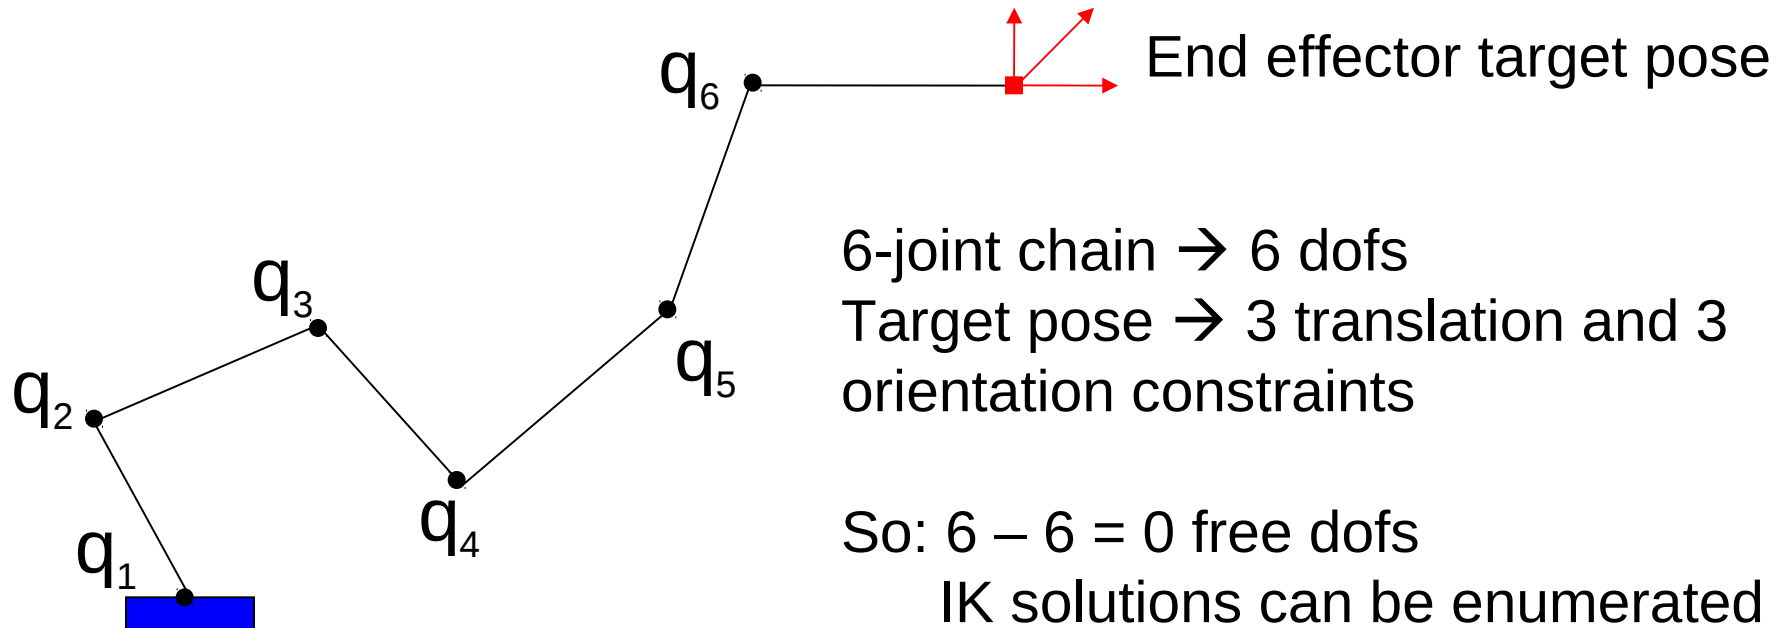 q6
End effector target pose
q3
6-joint chain → 6 dofs
Target pose → 3 translation and 3
orientation constraints
q2
q5
q4
q1
So: 6 – 6 = 0 free dofs
IK solutions can be enumerated